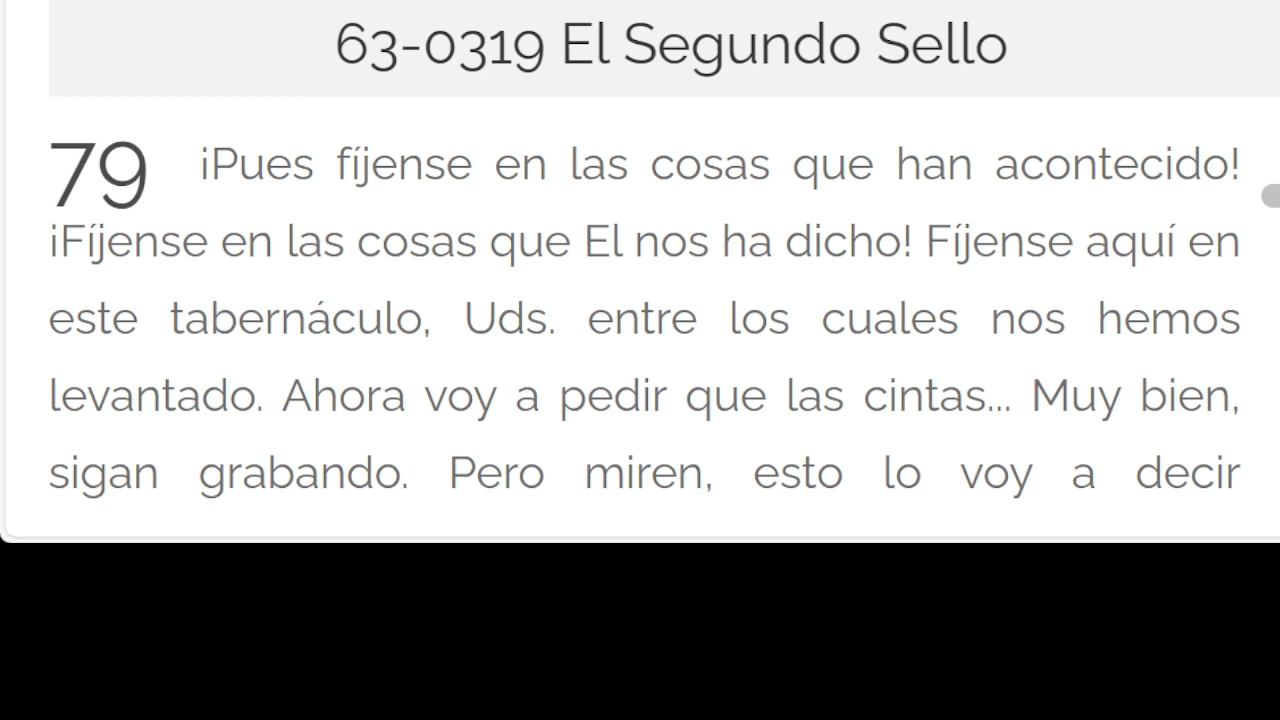 63-0319 El Segundo Sello
79 ¡Pues fíjense en las cosas que han acontecido!
¡Fíjense en las cosas que El nos ha dicho! Fíjense aquí en
este tabernáculo, Uds. entre los cuales nos hemos
levantado. Ahora voy a pedir que las cintas... Muy bien,
sigan grabando. Pero miren, esto lo voy a decir